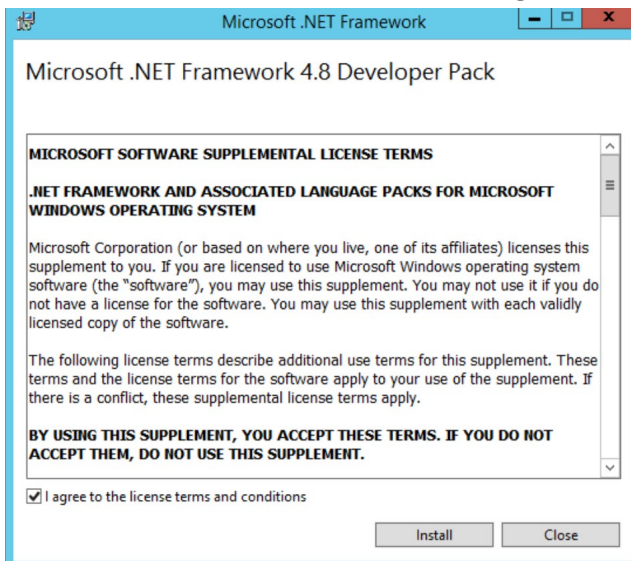 Microsoft .NET Framework
Microsoft .NET Framework 4.8 Developer Pack
MICROSOFT SOFTWARE SUPPLEMENTAL LICENSE TERMS
.NET FRAMEWORK AND ASSOCIATED LANGUAGE PACKS FOR MICROSOFT
WINDOWS OPERATING SYSTEM
Microsoft Corporation (or based on where you live, one of its affiliates) licenses this
supplement to you. If you are licensed to use Microsoft Windows operating system
software (the “software”), you may use this supplement. You may not use it if you do
not have a license for the software. You may use this supplement with each validly
licensed copy of the software.
The following license terms describe additional use terms for this supplement. These
terms and the license terms for the software apply to your use of the supplement. If
there is a conflict, these supplemental license terms apply.
BY USING THIS SUPPLEMENT, YOU ACCEPT THESE TERMS. IF YOU DO NOT
ACCEPT THEM, DO NOT USE THIS SUPPLEMENT.
I agree to the license terms and conditions
Install Close